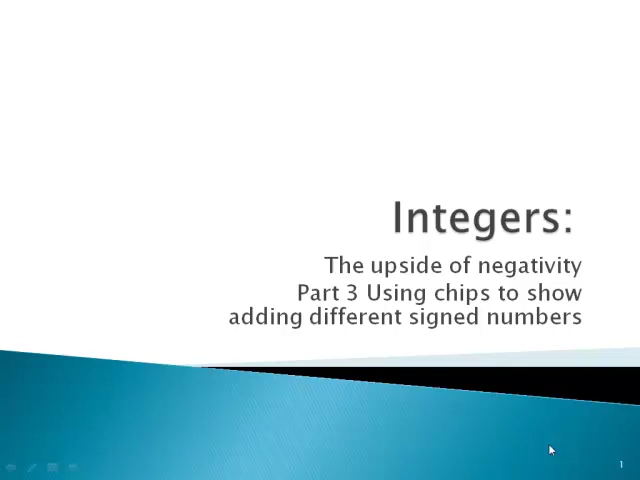 Integers:
The upside of negativity
Part 3 Using chips to show
adding different signed numbers
1